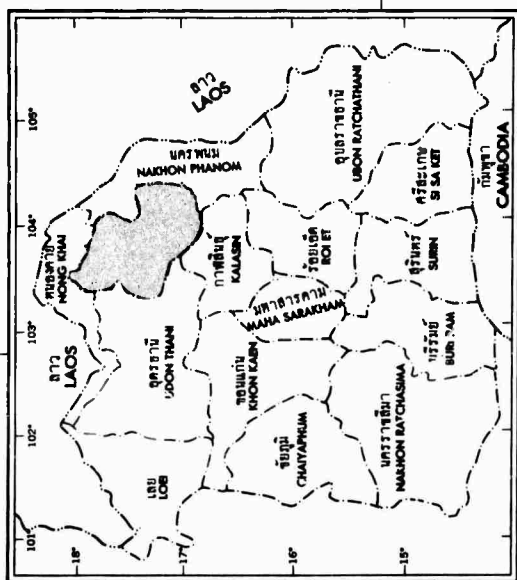 ลาว
LAOS
หนองคาย
NONG KHAI
ลาว
LAOS
นครพนม
NAKHON PHANOM
เลย
LOEI
อุดรธานี
UDON THANI
กาฬสินธุ์
KALASIN
ขอนแก่น
KHON KAEN
มหาสารคาม
MAHA SARAKHAM
ร้อยเอ็ด
ROI ET
อุบลราชธานี
UBON RATCHATHANI
ชัยภูมิ
CHAIYAPHUM
นครราชสีมา
NAKHON RATCHASIMA
บุรีรัมย์
BURI RAM
สุรินทร์
SURIN
ศรีสะเกษ
SI SA KET
กัมพูชา
CAMBODIA
101°
102°
103°
104°
105°
18°
17°
16°
15°